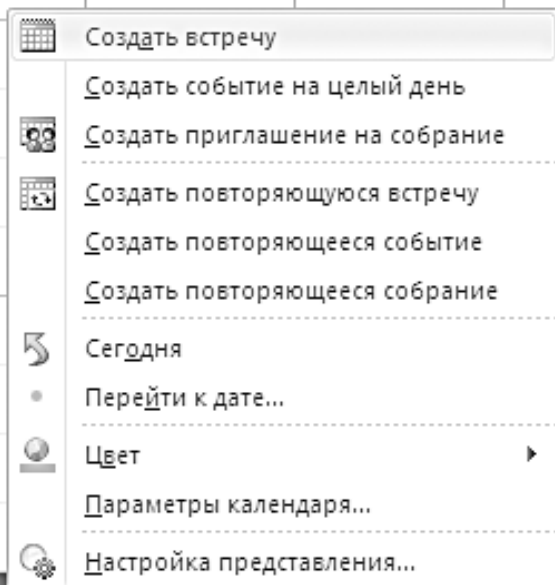 Создать встречу
Создать событие на целый день
Создать приглашение на собрание
Создать повторяющуюся встречу
Создать повторяющееся событие
Создать повторяющееся собрание
Сегодня
Перейти к дате...
Цвет
Параметры календаря...
Настройка представления...